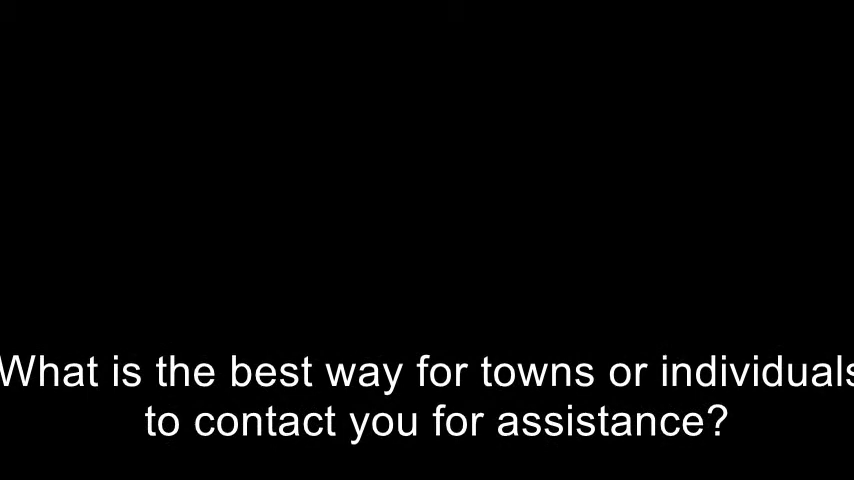 What is the best way for towns or individuals
to contact you for assistance?